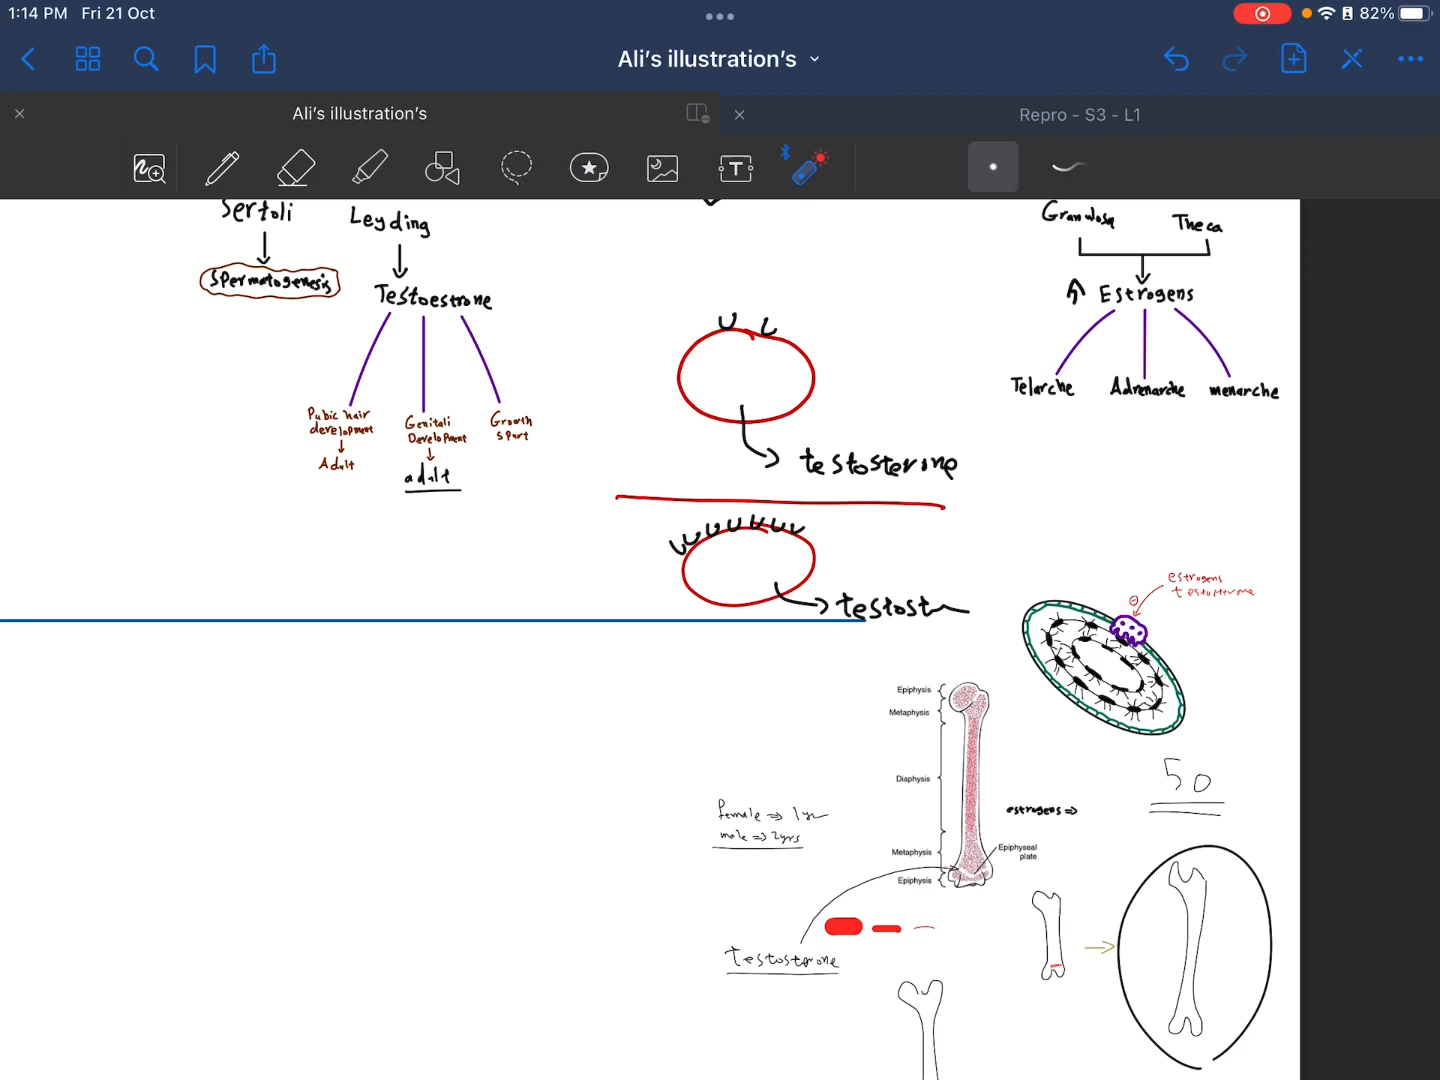 1:14 PM Fri 21 Oct
82%
Ali's illustration's
Ali's illustration's
Repro - S3 - L1
Sertoli
Leyding
Spermatogenesis
Testoestrone
Pubic hair
development
Adult
Genitali
Development
adult
Growth
spurt
testosterone
testost
Granulosa
Theca
Estrogens
Telarche
Adrenarche
menarche
estrogens
testosterone
Epiphysis
Metaphysis
Diaphysis
Metaphysis
Epiphysis
Epiphyseal
plate
female ⇒ 1yr
male ⇒ 2yrs
estrogens ⇒
50
testosterone